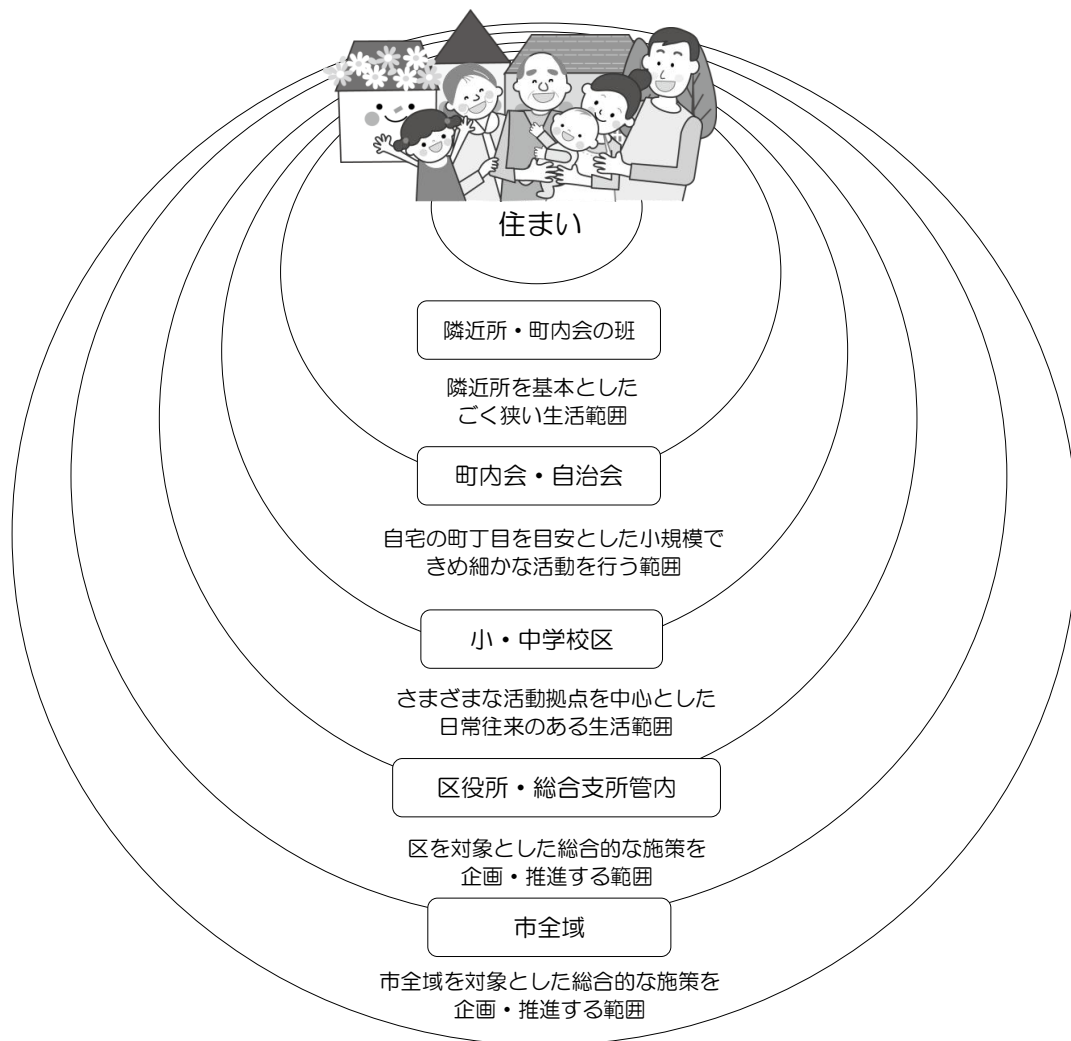 住まい
隣近所・町内会の班
隣近所を基本とした
ごく狭い生活範囲
町内会・自治会
自宅の町丁目を目安とした小規模で
きめ細かな活動を行う範囲
小・中学校区
さまざまな活動拠点を中心とした
日常往来のある生活範囲
区役所・総合支所管内
区を対象とした総合的な施策を
企画・推進する範囲
市全域
市全域を対象とした総合的な施策を
企画・推進する範囲